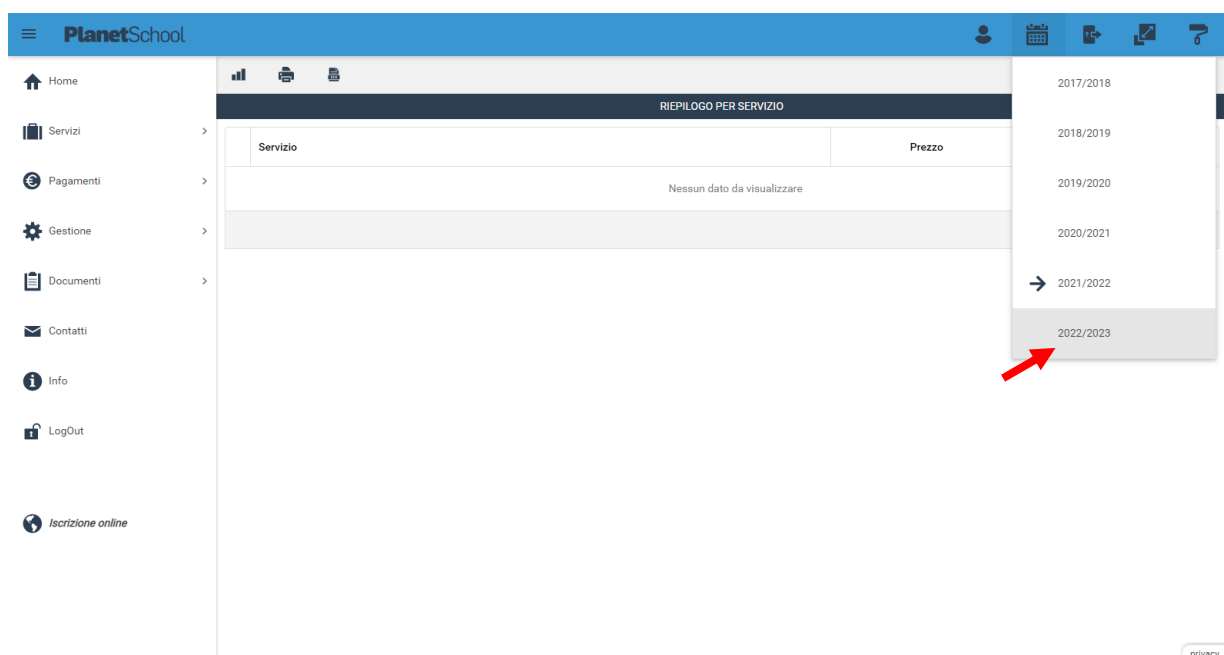 PlanetSchool
Home
Servizi
Pagamenti
Gestione
Documenti
Contatti
Info
LogOut
Iscrizione online
RIEPILOGO PER SERVIZIO
Servizio Prezzo
Nessun dato da visualizzare
2017/2018
2018/2019
2019/2020
2020/2021
2021/2022
2022/2023
privacy